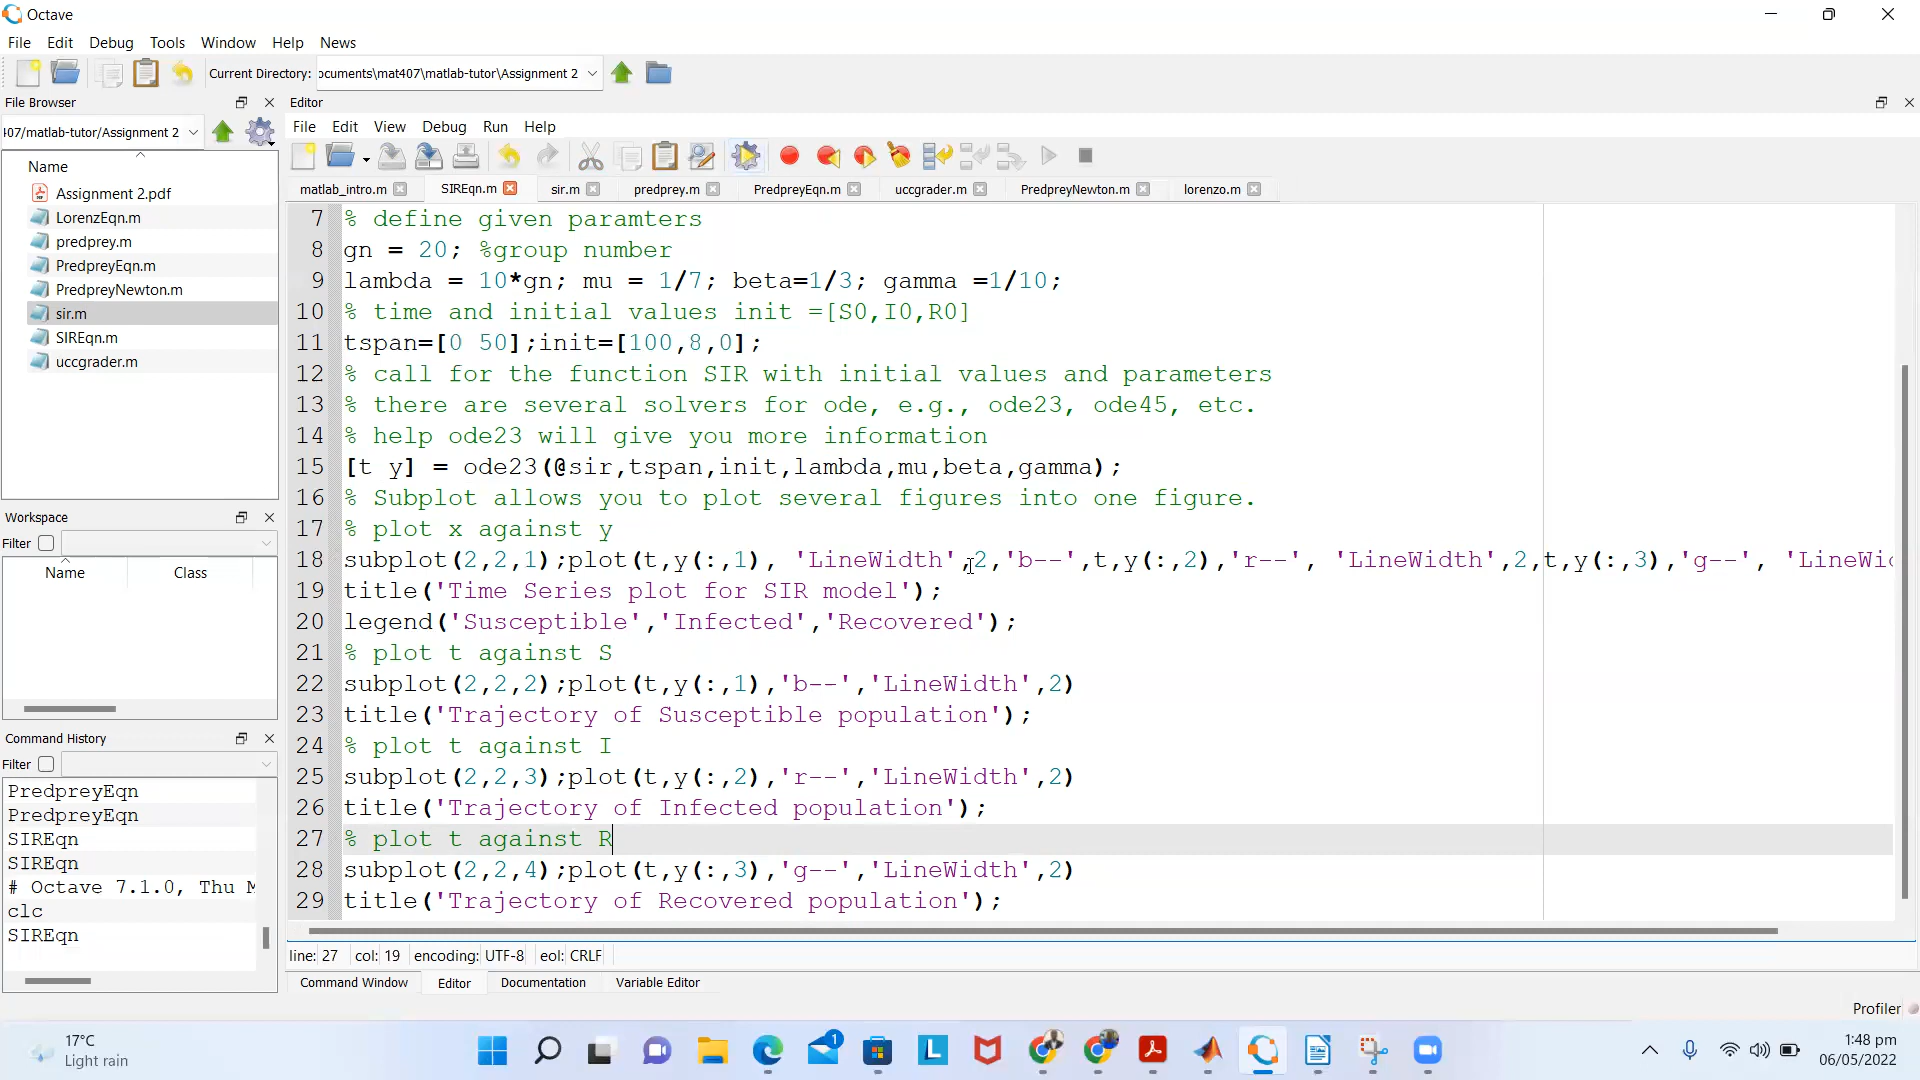 Octave
File Edit Debug Tools Window Help News
Current Directory: ocuments\mat407\matlab-tutor\Assignment 2
File Browser
407/matlab-tutor/Assignment 2
Name
Assignment 2.pdf
LorenzEqn.m
predprey.m
PredpreyEqn.m
PredpreyNewton.m
sir.m
SIREqn.m
uccgrader.m
Workspace
Filter
Name Class
Command History
Filter
PredpreyEqn
PredpreyEqn
SIREqn
SIREqn
# Octave 7.1.0, Thu M
clc
SIREqn
Editor
File Edit View Debug Run Help
matlab_intro.m SIREqn.m sir.m predprey.m PredpreyEqn.m uccgrader.m PredpreyNewton.m lorenzo.m
7 % define given paramters
8 gn = 20; %group number
9 lambda = 10*gn; mu = 1/7; beta=1/3; gamma =1/10;
10 % time and initial values init =[S0,I0,R0]
11 tspan=[0 50];init=[100,8,0];
12 % call for the function SIR with initial values and parameters
13 % there are several solvers for ode, e.g., ode23, ode45, etc.
14 % help ode23 will give you more information
15 [t y] = ode23(@sir,tspan,init,lambda,mu,beta,gamma);
16 % Subplot allows you to plot several figures into one figure.
17 % plot x against y
18 subplot(2,2,1);plot(t,y(:,1), 'LineWidth',2,'b--',t,y(:,2),'r--', 'LineWidth',2,t,y(:,3),'g--', 'LineWid
19 title('Time Series plot for SIR model');
20 legend('Susceptible','Infected','Recovered');
21 % plot t against S
22 subplot(2,2,2);plot(t,y(:,1),'b--','LineWidth',2)
23 title('Trajectory of Susceptible population');
24 % plot t against I
25 subplot(2,2,3);plot(t,y(:,2),'r--','LineWidth',2)
26 title('Trajectory of Infected population');
27 % plot t against R
28 subplot(2,2,4);plot(t,y(:,3),'g--','LineWidth',2)
29 title('Trajectory of Recovered population');
line: 27 col: 19 encoding: UTF-8 eol: CRLF
Command Window Editor Documentation Variable Editor
Profiler
17°C
Light rain
1
L
1:48 pm
06/05/2022